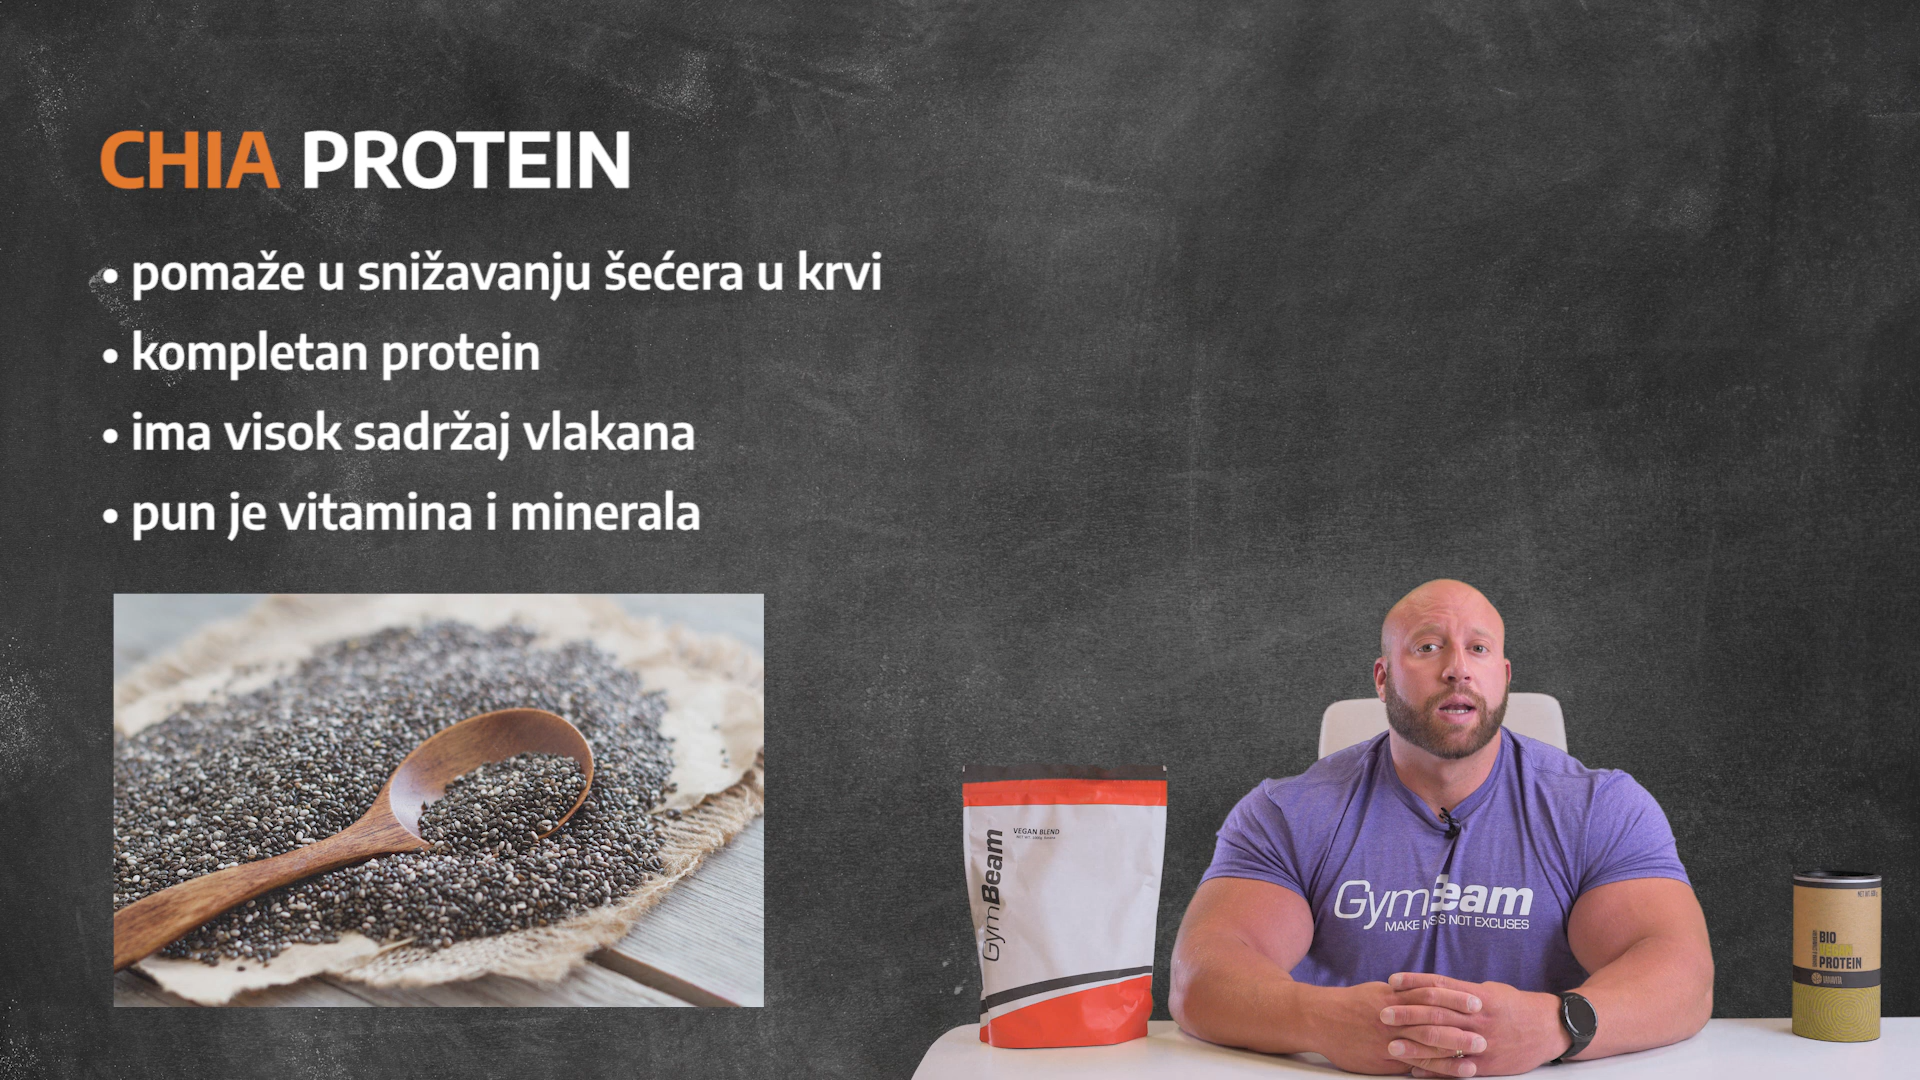 CHIA PROTEIN
• pomaže u snižavanju šećera u krvi
• kompletan protein
• ima visok sadržaj vlakana
• pun je vitamina i minerala
GymBeam
VEGAN BLEND
GymBeam
MAKE NOT EXCUSES
BIO
VEGAN
PROTEIN